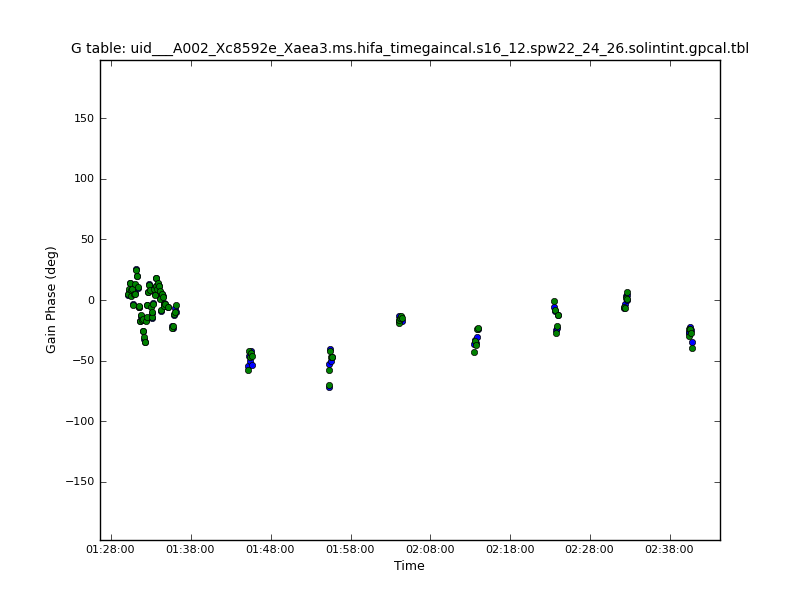 G table: uid___A002_Xc8592e_Xaea3.ms.hifa_timegaincal.s16_12.spw22_24_26.solintint.gpcal.tbl
150
100
50
0
−50
−100
−150
Gain Phase (deg)
01:28:00 01:38:00 01:48:00 01:58:00 02:08:00 02:18:00 02:28:00 02:38:00
Time